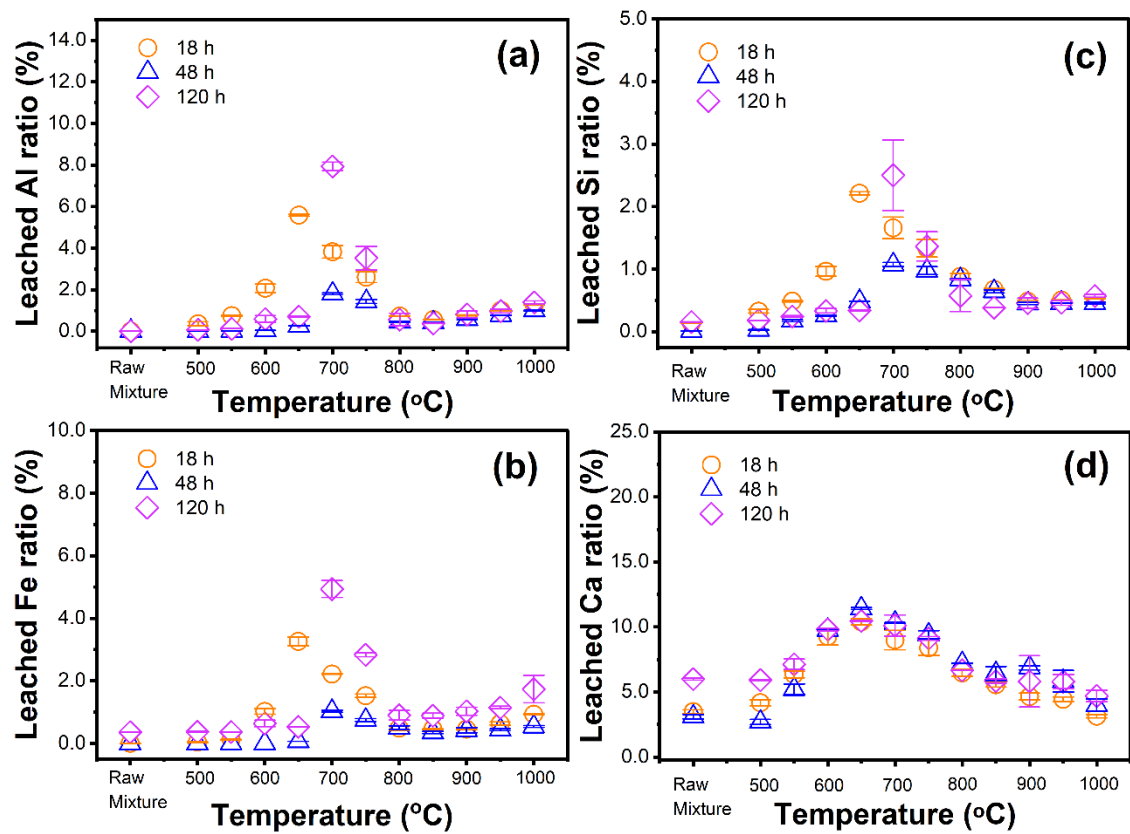 (a)
18 h
48 h
120 h
Leached Al ratio (%)
14.0
12.0
10.0
8.0
6.0
4.0
2.0
0.0
Raw
Mixture
500
600
700
800
900
1000
Temperature (oC)
(c)
18 h
48 h
120 h
Leached Si ratio (%)
5.0
4.0
3.0
2.0
1.0
0.0
Raw
Mixture
500
600
700
800
900
1000
Temperature (oC)
(b)
18 h
48 h
120 h
Leached Fe ratio (%)
10.0
8.0
6.0
4.0
2.0
0.0
Raw
Mixture
500
600
700
800
900
1000
Temperature (oC)
(d)
18 h
48 h
120 h
Leached Ca ratio (%)
25.0
20.0
15.0
10.0
5.0
0.0
Raw
Mixture
500
600
700
800
900
1000
Temperature (oC)